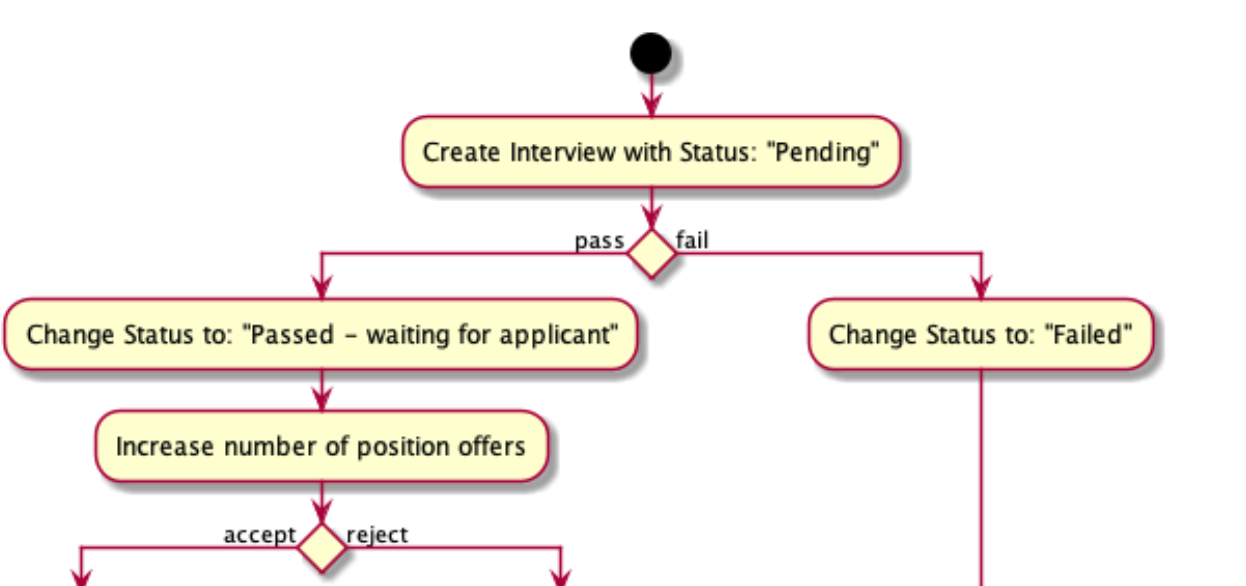 Create Interview with Status: "Pending"
pass
fail
Change Status to: "Passed – waiting for applicant"
Change Status to: "Failed"
Increase number of position offers
accept
reject